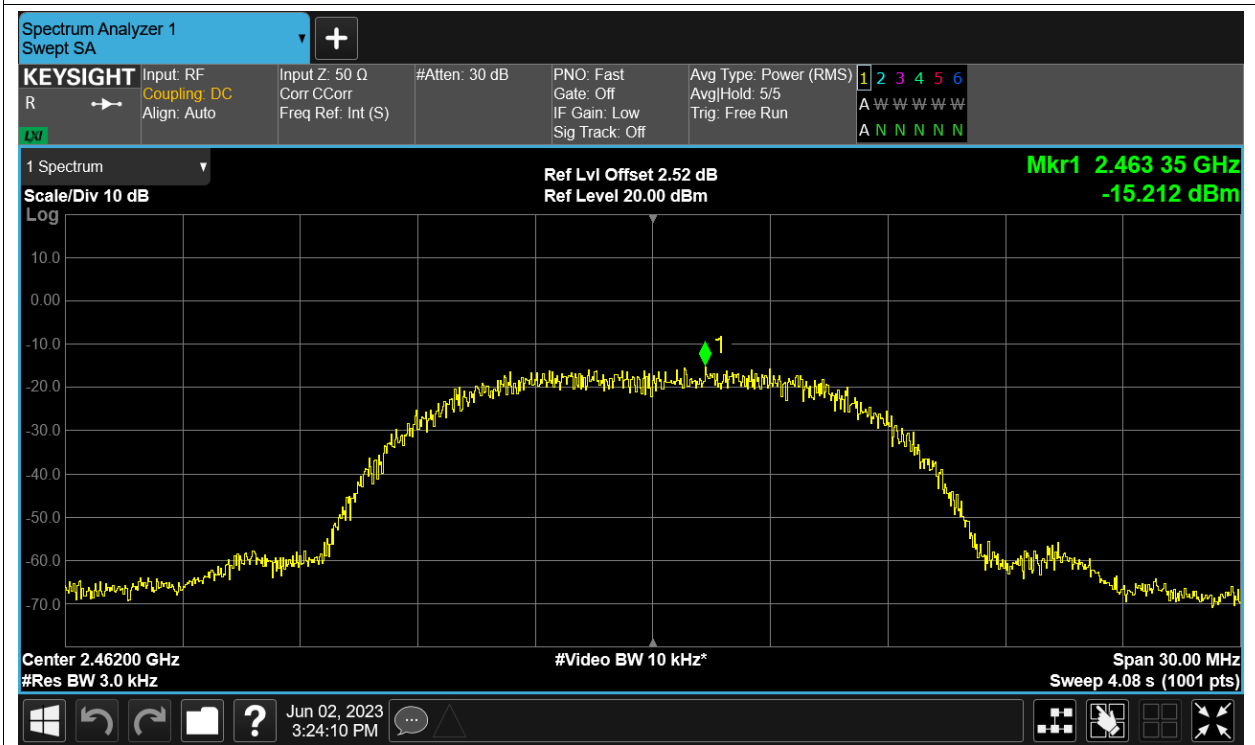 Spectrum Analyzer 1
Swept SA
KEYSIGHT
R
LXI
Input: RF
Coupling: DC
Align: Auto
Input Z: 50 Ω
Corr CCorr
Freq Ref: Int (S)
#Atten: 30 dB
PNO: Fast
Gate: Off
IF Gain: Low
Sig Track: Off
Avg Type: Power (RMS)
Avg|Hold: 5/5
Trig: Free Run
1 2 3 4 5 6
A W W W W W
A N N N N N
1 Spectrum
Scale/Div 10 dB
Log
Ref Lvl Offset 2.52 dB
Ref Level 20.00 dBm
Mkr1 2.463 35 GHz
-15.212 dBm
10.0
0.00
-10.0
1
-20.0
-30.0
-40.0
-50.0
-60.0
-70.0
Center 2.46200 GHz
#Res BW 3.0 kHz
#Video BW 10 kHz*
Span 30.00 MHz
Sweep 4.08 s (1001 pts)
?
Jun 02, 2023
3:24:10 PM